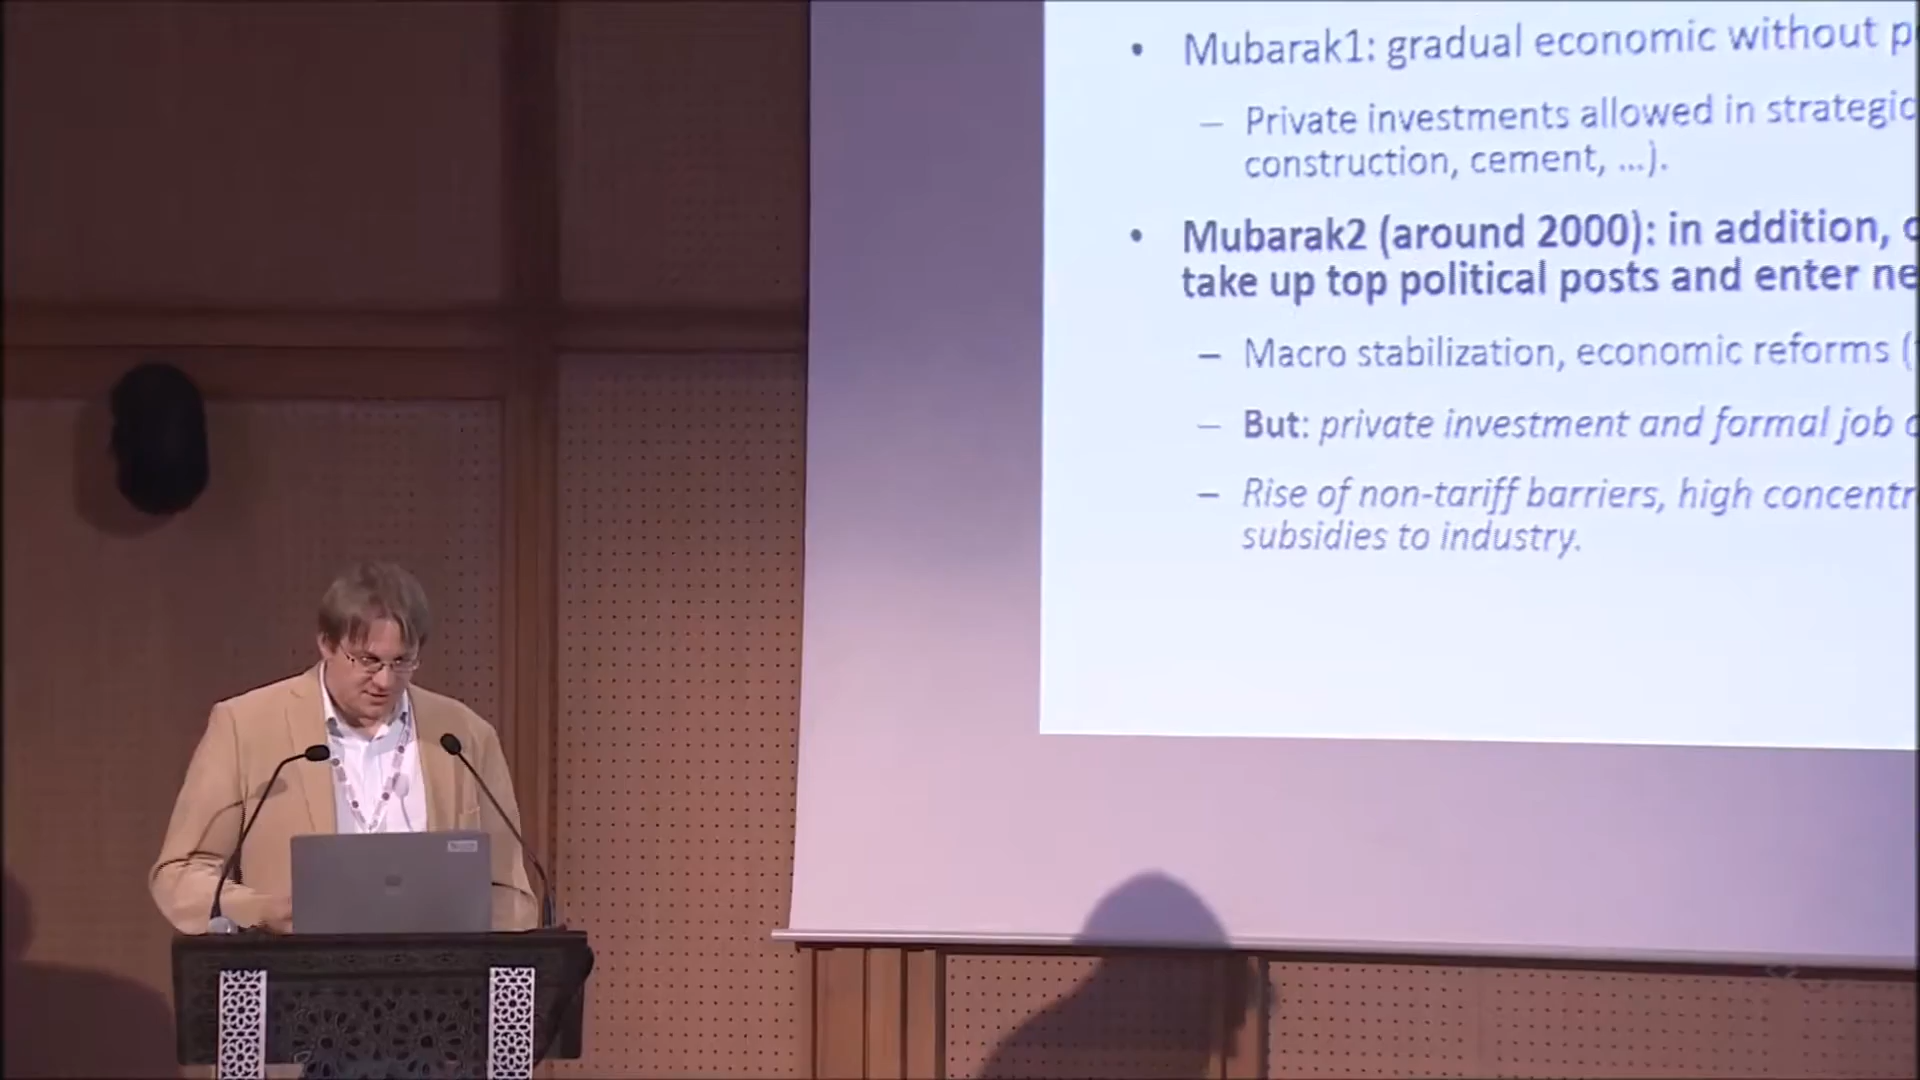 • Mubarak1: gradual economic without
– Private investments allowed in strategic
construction, cement, ...).
• Mubarak2 (around 2000): in addition,
take up top political posts and enter
– Macro stabilization, economic reforms (
– But: private investment and formal job
– Rise of non-tariff barriers, high
subsidies to industry.